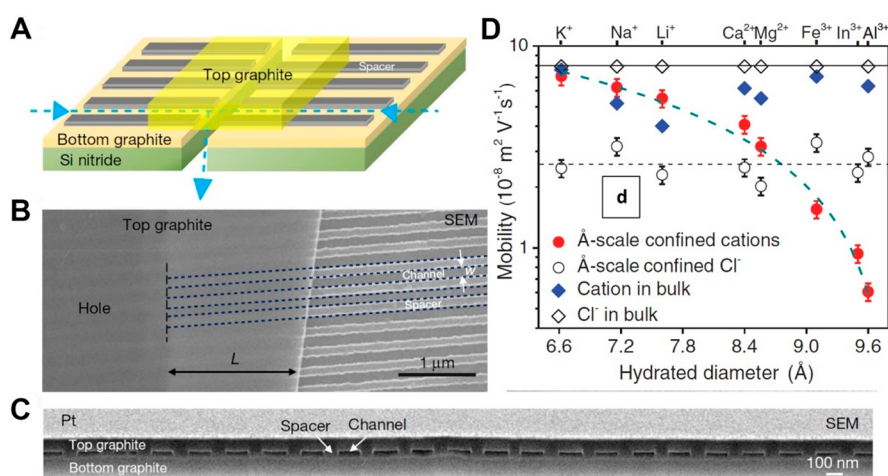 A
Top graphite
Spacer
Bottom graphite
Si nitride
B
Top graphite
SEM
Hole
Channel
w
Spacer
L
1 μm
C
Pt
SEM
Spacer
Channel
Top graphite
Bottom graphite
100 nm
D
K⁺ Na⁺ Li⁺ Ca²⁺ Mg²⁺ Fe³⁺ In³⁺ Al³⁺
10
1
Mobility (10⁻⁸ m² V⁻¹s⁻¹)
d
Å-scale confined cations
Å-scale confined Cl⁻
Cation in bulk
Cl⁻ in bulk
6.6 7.2 7.8 8.4 9.0 9.6
Hydrated diameter (Å)